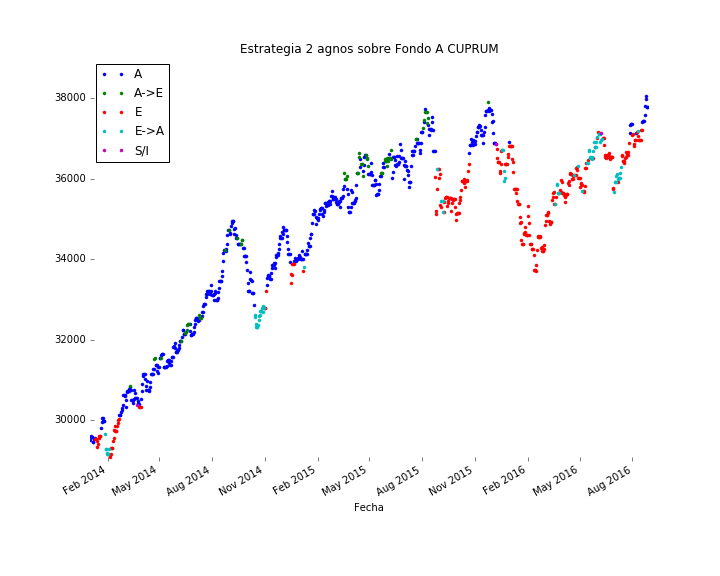 Estrategia 2 agnos sobre Fondo A CUPRUM
A
A->E
E
E->A
S/I
38000
36000
34000
32000
30000
Feb 2014
May 2014
Aug 2014
Nov 2014
Feb 2015
May 2015
Aug 2015
Nov 2015
Feb 2016
May 2016
Aug 2016
Fecha